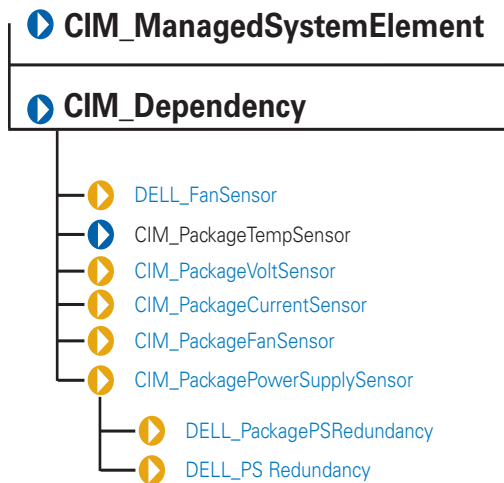 CIM_ManagedSystemElement
CIM_Dependency
DELL_FanSensor
CIM_PackageTempSensor
CIM_PackageVoltSensor
CIM_PackageCurrentSensor
CIM_PackageFanSensor
CIM_PackagePowerSupplySensor
DELL_PackagePSRedundancy
DELL_PS Redundancy